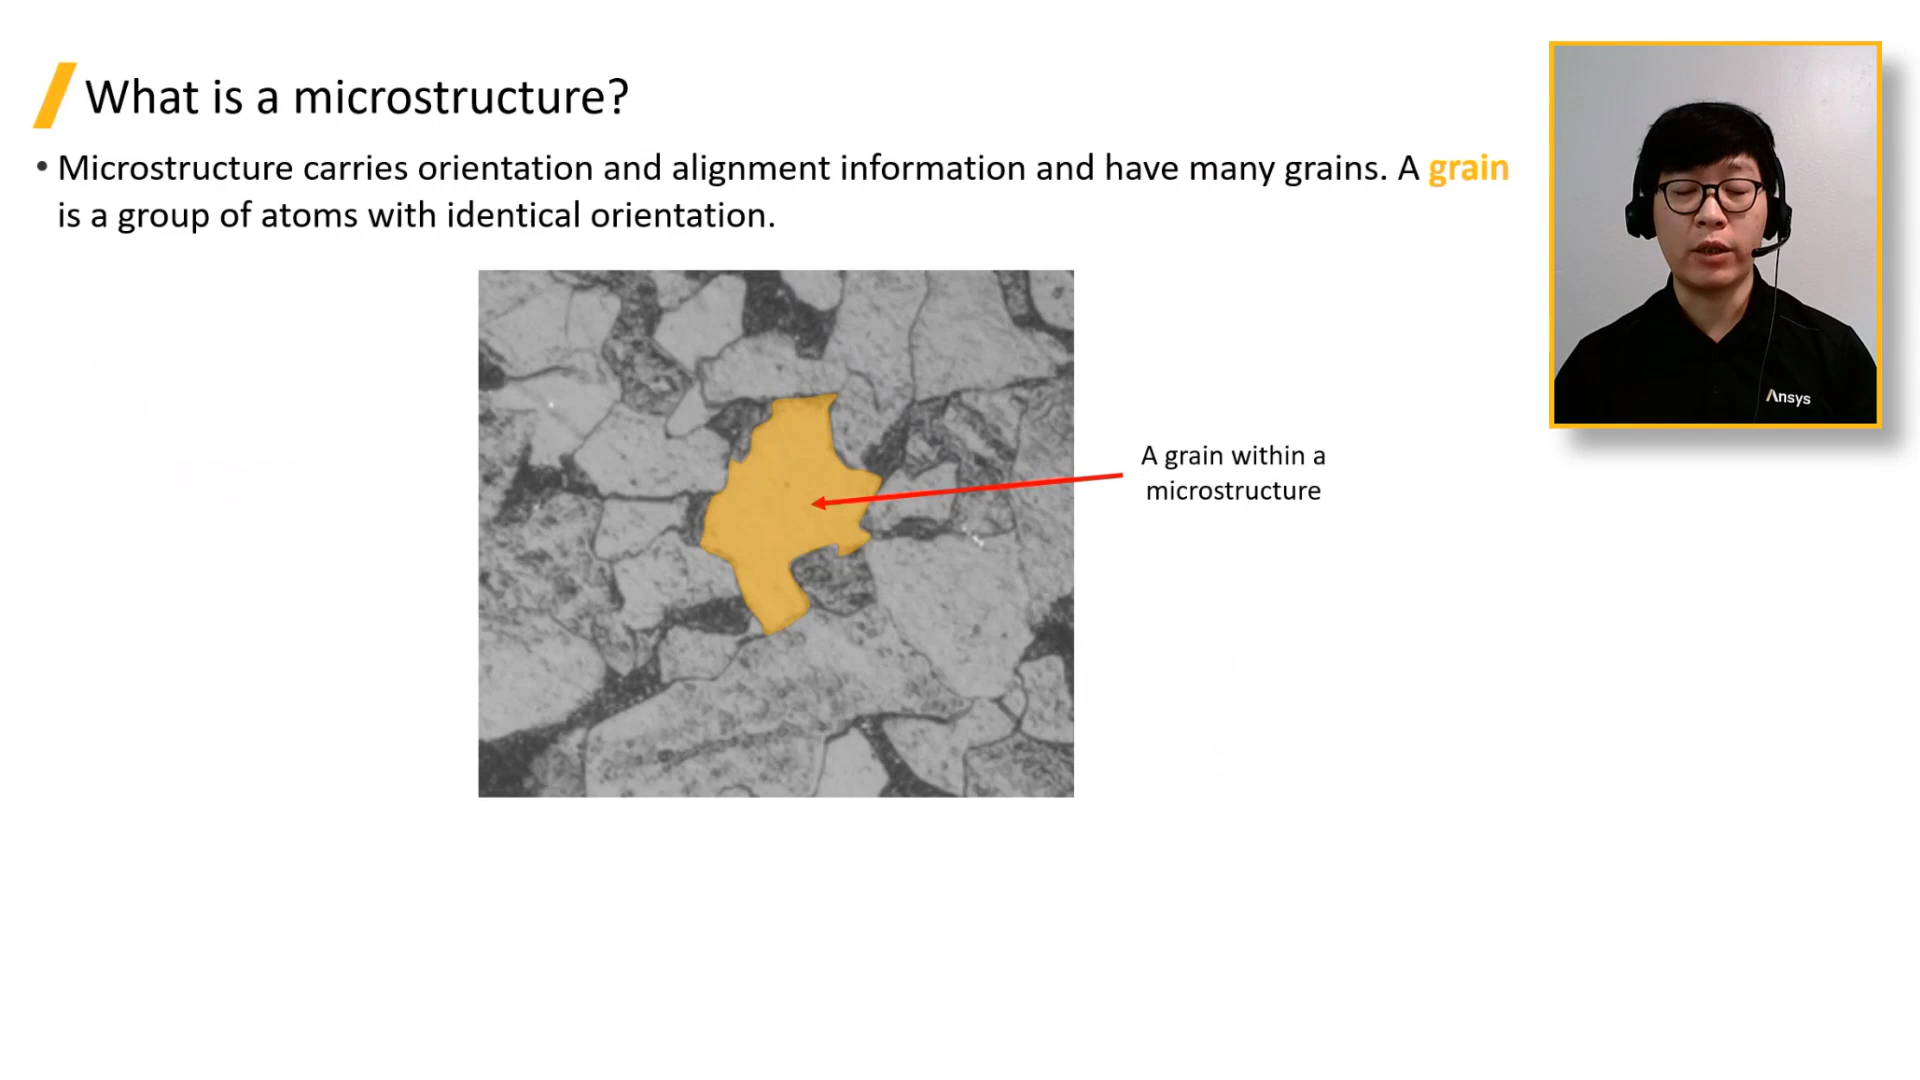 What is a microstructure?
• Microstructure carries orientation and alignment information and have many grains. A grain
is a group of atoms with identical orientation.
A grain within a
microstructure
Ansys